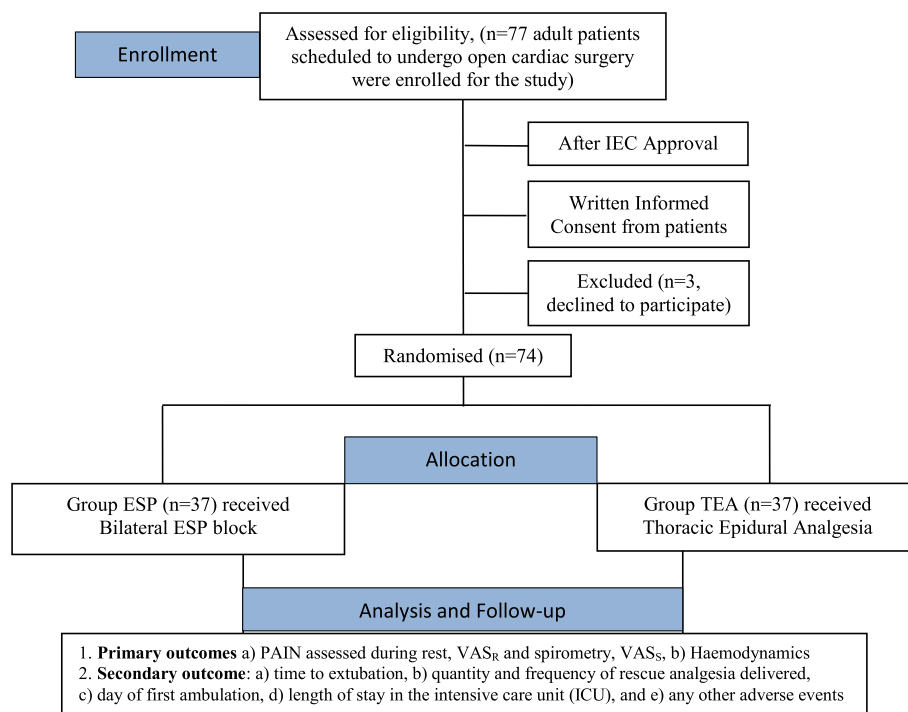 Enrollment
Assessed for eligibility, (n=77 adult patients
scheduled to undergo open cardiac surgery
were enrolled for the study)
After IEC Approval
Written Informed
Consent from patients
Excluded (n=3,
declined to participate)
Randomised (n=74)
Allocation
Group ESP (n=37) received
Bilateral ESP block
Group TEA (n=37) received
Thoracic Epidural Analgesia
Analysis and Follow-up
1. Primary outcomes a) PAIN assessed during rest, VASR and spirometry, VASS, b) Haemodynamics
2. Secondary outcome: a) time to extubation, b) quantity and frequency of rescue analgesia delivered,
c) day of first ambulation, d) length of stay in the intensive care unit (ICU), and e) any other adverse events